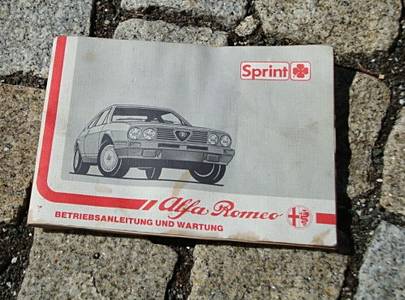 Sprint
Alfa Romeo
BETRIEBSANLEITUNG UND WARTUNG